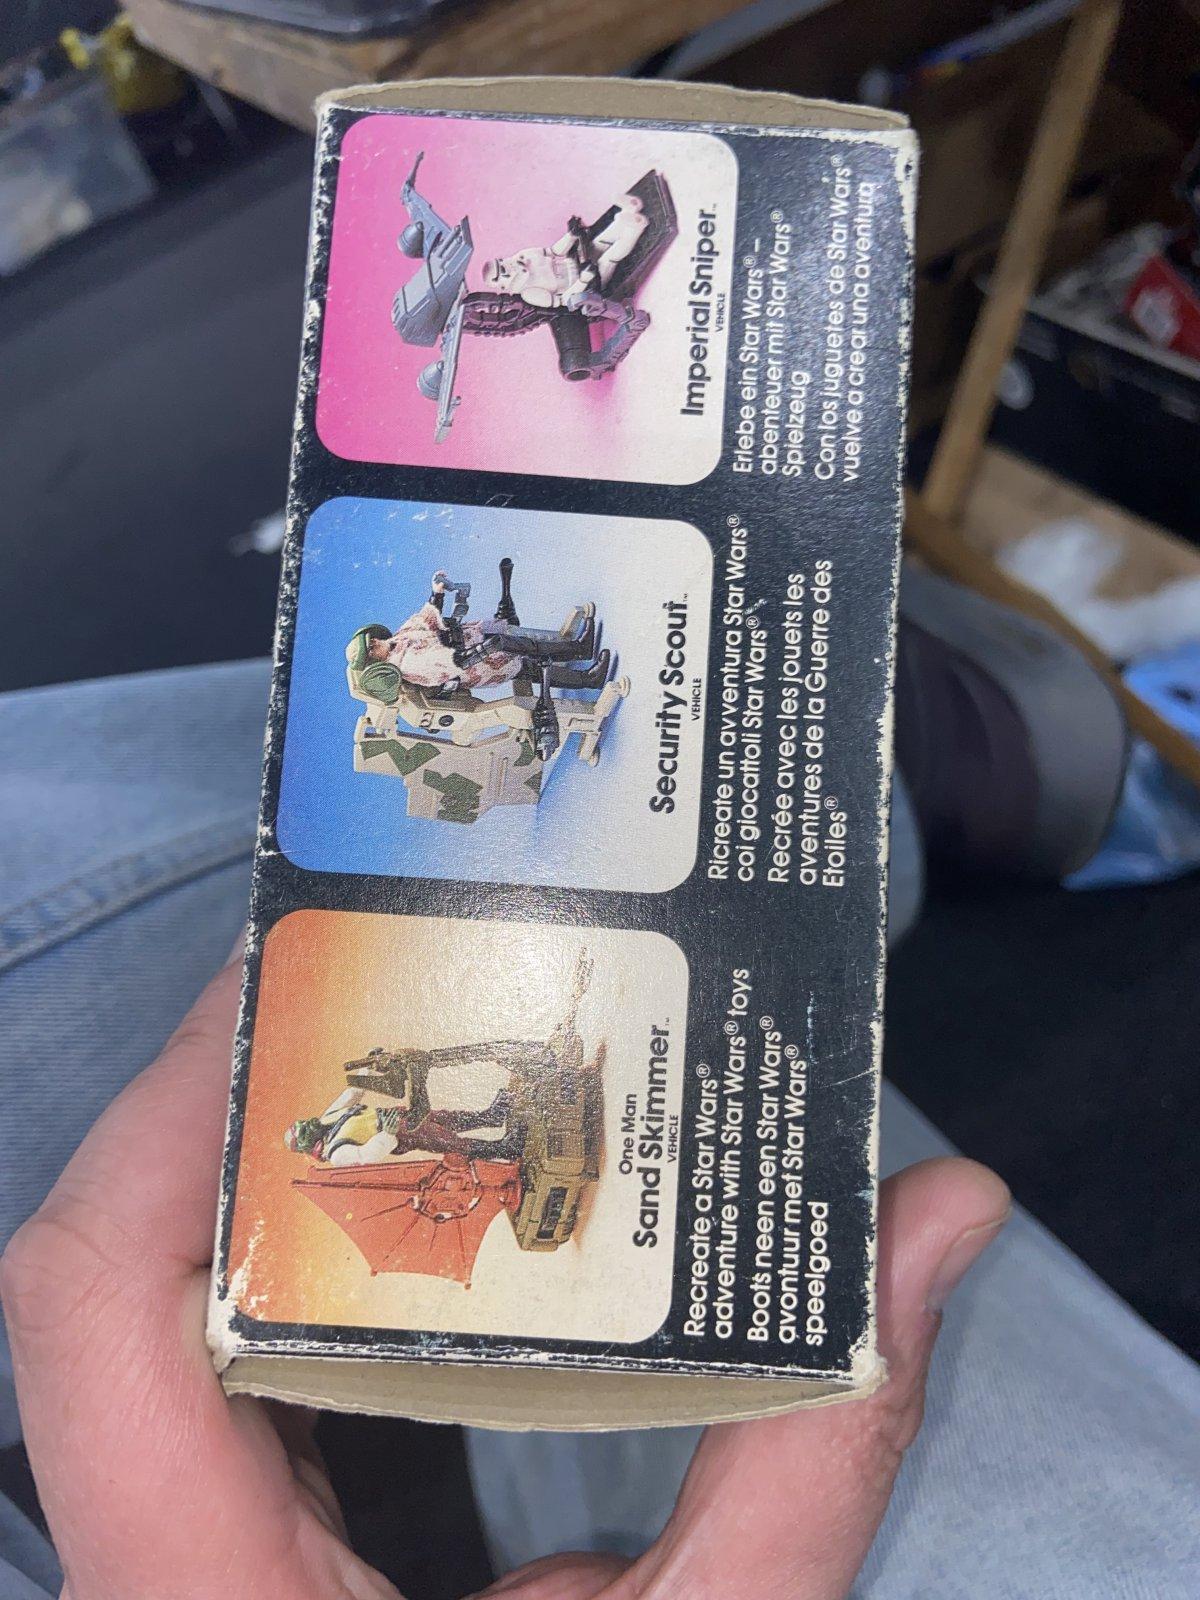 One Man
Sand Skimmer™
VEHICLE
Recreate a Star Wars®
adventure with Star Wars® toys
Boots neen een Star Wars®
avontuur met Star Wars®
speelgoed
Security Scout™
VEHICLE
Ricreate un avventura Star Wars®
coi giocattoli Star Wars®
Recrée avec les jouets les
aventures de la Guerre des
Etoiles®
Imperial Sniper™
VEHICLE
Erlebe ein Star Wars® –
abenteuer mit Star Wars®
Spielzeug
Con los juguetes de Star Wars®
vuelve a crear una aventura